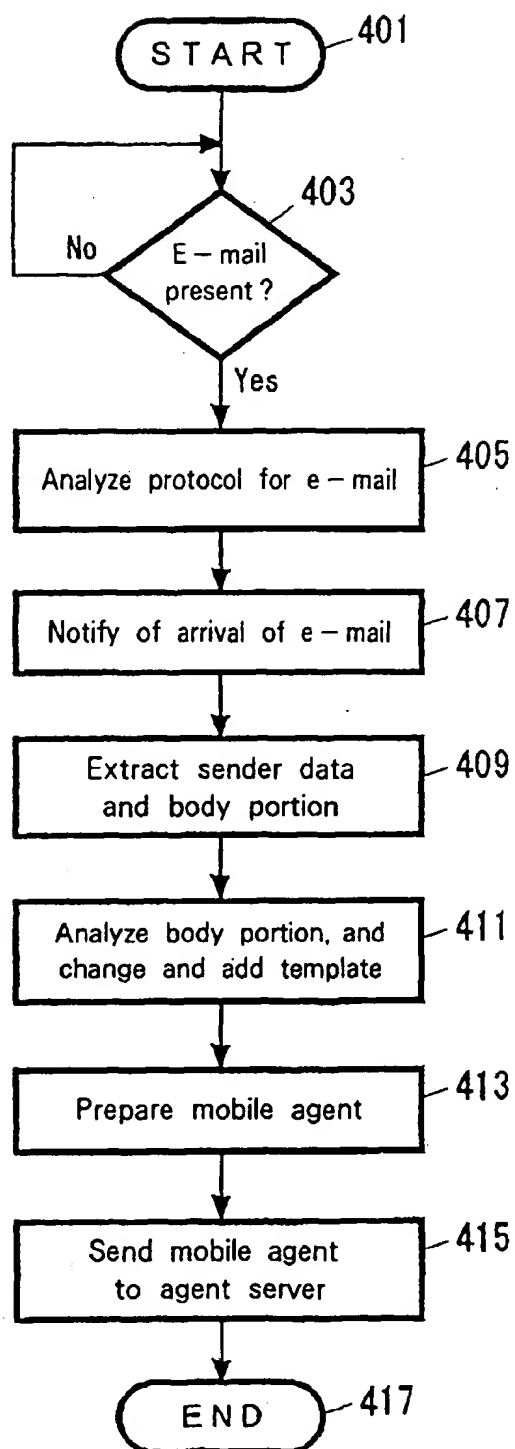 START
401
403
E-mail
present?
No
Yes
Analyze protocol for e-mail
405
Notify of arrival of e-mail
407
Extract sender data
and body portion
409
Analyze body portion, and
change and add template
411
Prepare mobile agent
413
Send mobile agent
to agent server
415
END
417